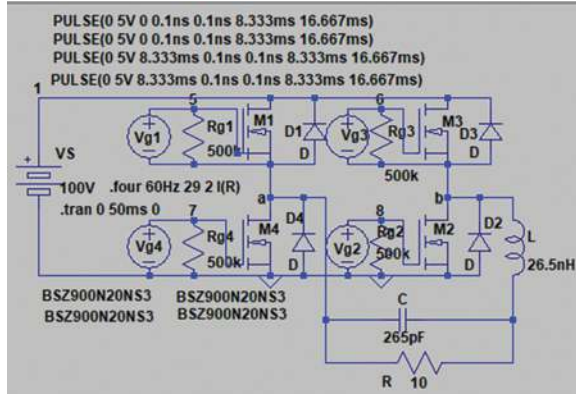 PULSE(0 5V 0 0.1ns 0.1ns 8.333ms 16.667ms)
PULSE(0 5V 0 0.1ns 0.1ns 8.333ms 16.667ms)
PULSE(0 5V 8.333ms 0.1ns 0.1ns 8.333ms 16.667ms)
PULSE(0 5V 8.333ms 0.1ns 0.1ns 8.333ms 16.667ms)
1
5
6
M1
M3
Vg1
Rg1
500k
D1
D
Vg3
Rg3
500k
D3
D
VS
100V
.four 60Hz 29 2 I(R)
.tran 0 50ms 0
a
b
7
8
Vg4
Rg4
500k
M4
D4
D
Vg2
Rg2
500k
M2
D2
D
L
26.5nH
BSZ900N20NS3 BSZ900N20NS3
BSZ900N20NS3 BSZ900N20NS3
C
265pF
R 10